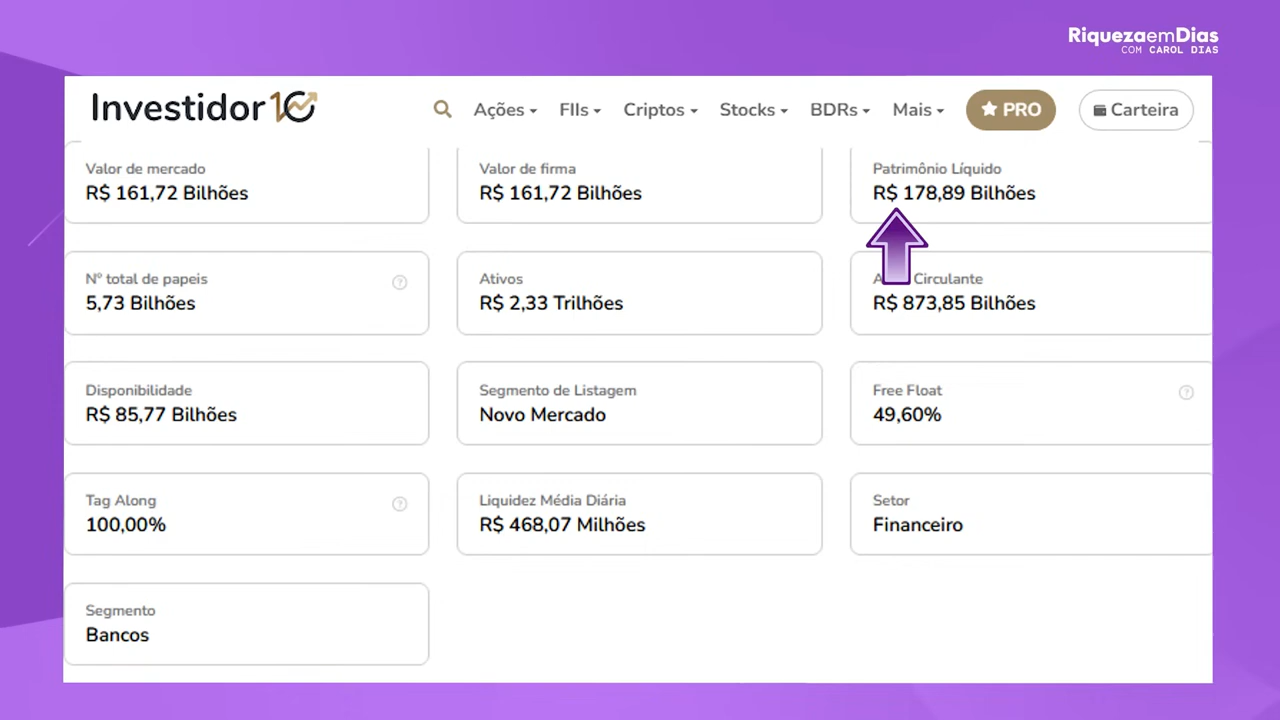 RiquezaemDias
COM CAROL DIAS
Investidor 10
Ações
FIIs
Criptos
Stocks
BDRs
Mais
PRO
Carteira
Valor de mercado
R$ 161,72 Bilhões
Valor de firma
R$ 161,72 Bilhões
Patrimônio Líquido
R$ 178,89 Bilhões
Nº total de papeis
5,73 Bilhões
Ativos
R$ 2,33 Trilhões
Circulante
R$ 873,85 Bilhões
Disponibilidade
R$ 85,77 Bilhões
Segmento de Listagem
Novo Mercado
Free Float
49,60%
Tag Along
100,00%
Liquidez Média Diária
R$ 468,07 Milhões
Setor
Financeiro
Segmento
Bancos